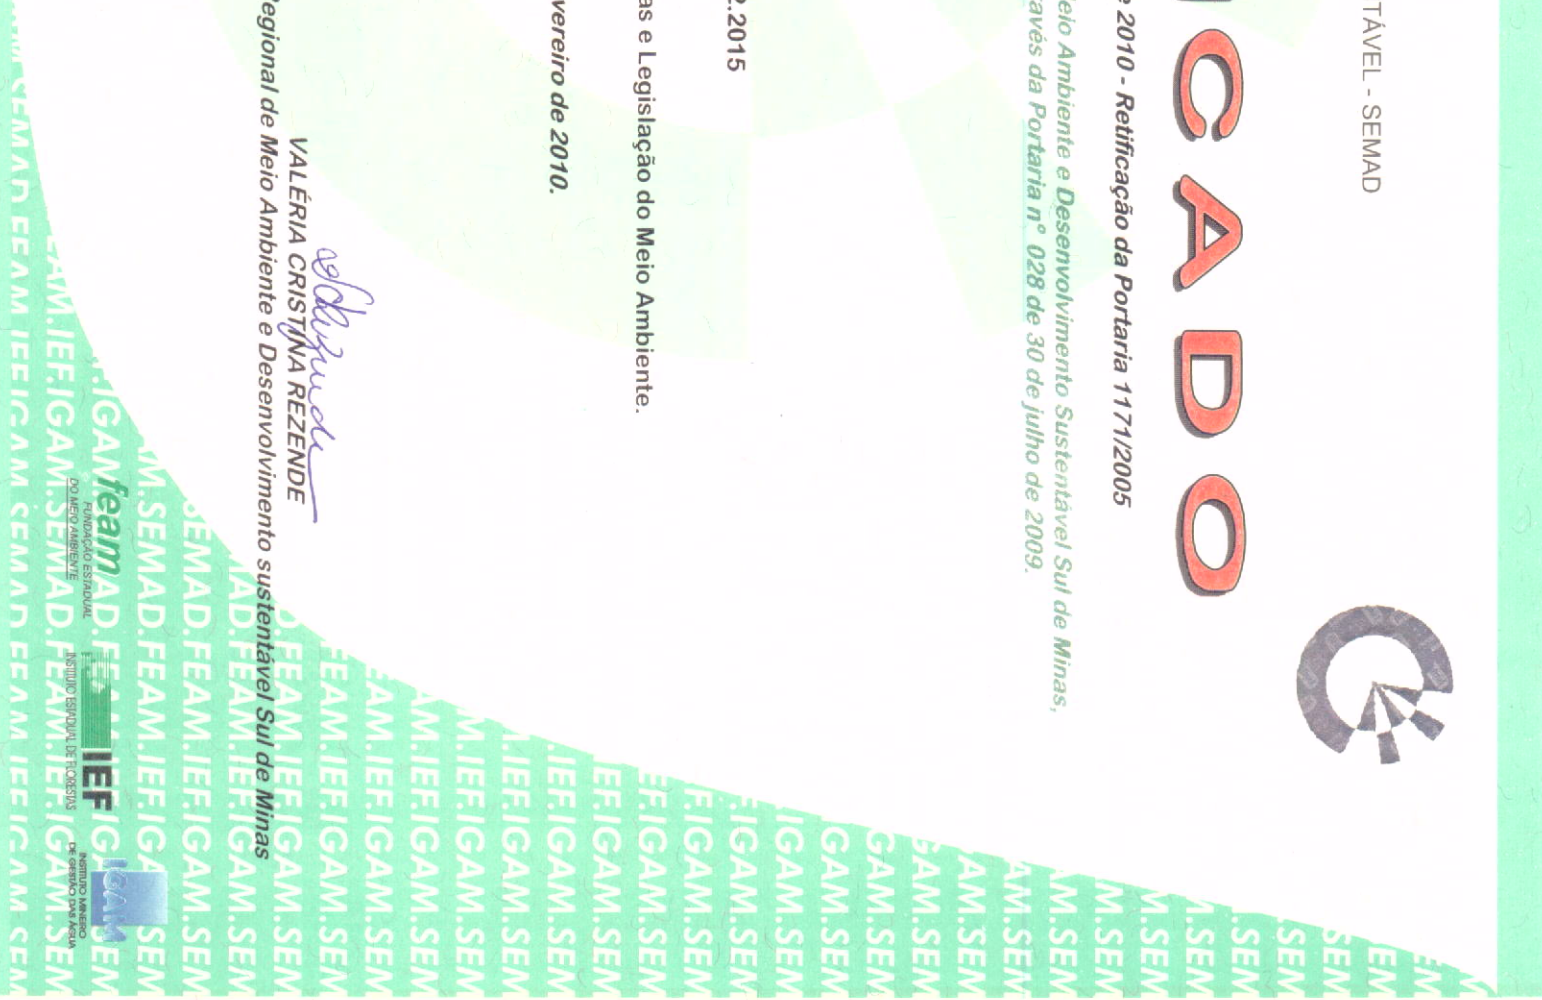 TÁVEL - SEMAD
CADO
2010 - Retificação da Portaria 1171/2005
eio Ambiente e Desenvolvimento Sustentável Sul de Minas,
ravés da Portaria n° 028 de 30 de julho de 2009.
2.2015
as e Legislação do Meio Ambiente.
vereiro de 2010.
VALÉRIA CRISTINA REZENDE
egional de Meio Ambiente e Desenvolvimento sustentável Sul de Minas
feam
FUNDAÇÃO ESTADUAL
DO MEIO AMBIENTE
IEF
INSTITUTO ESTADUAL DE FLORESTAS
IGAM
INSTITUTO MINEIRO
DE GESTÃO DAS ÁGUA